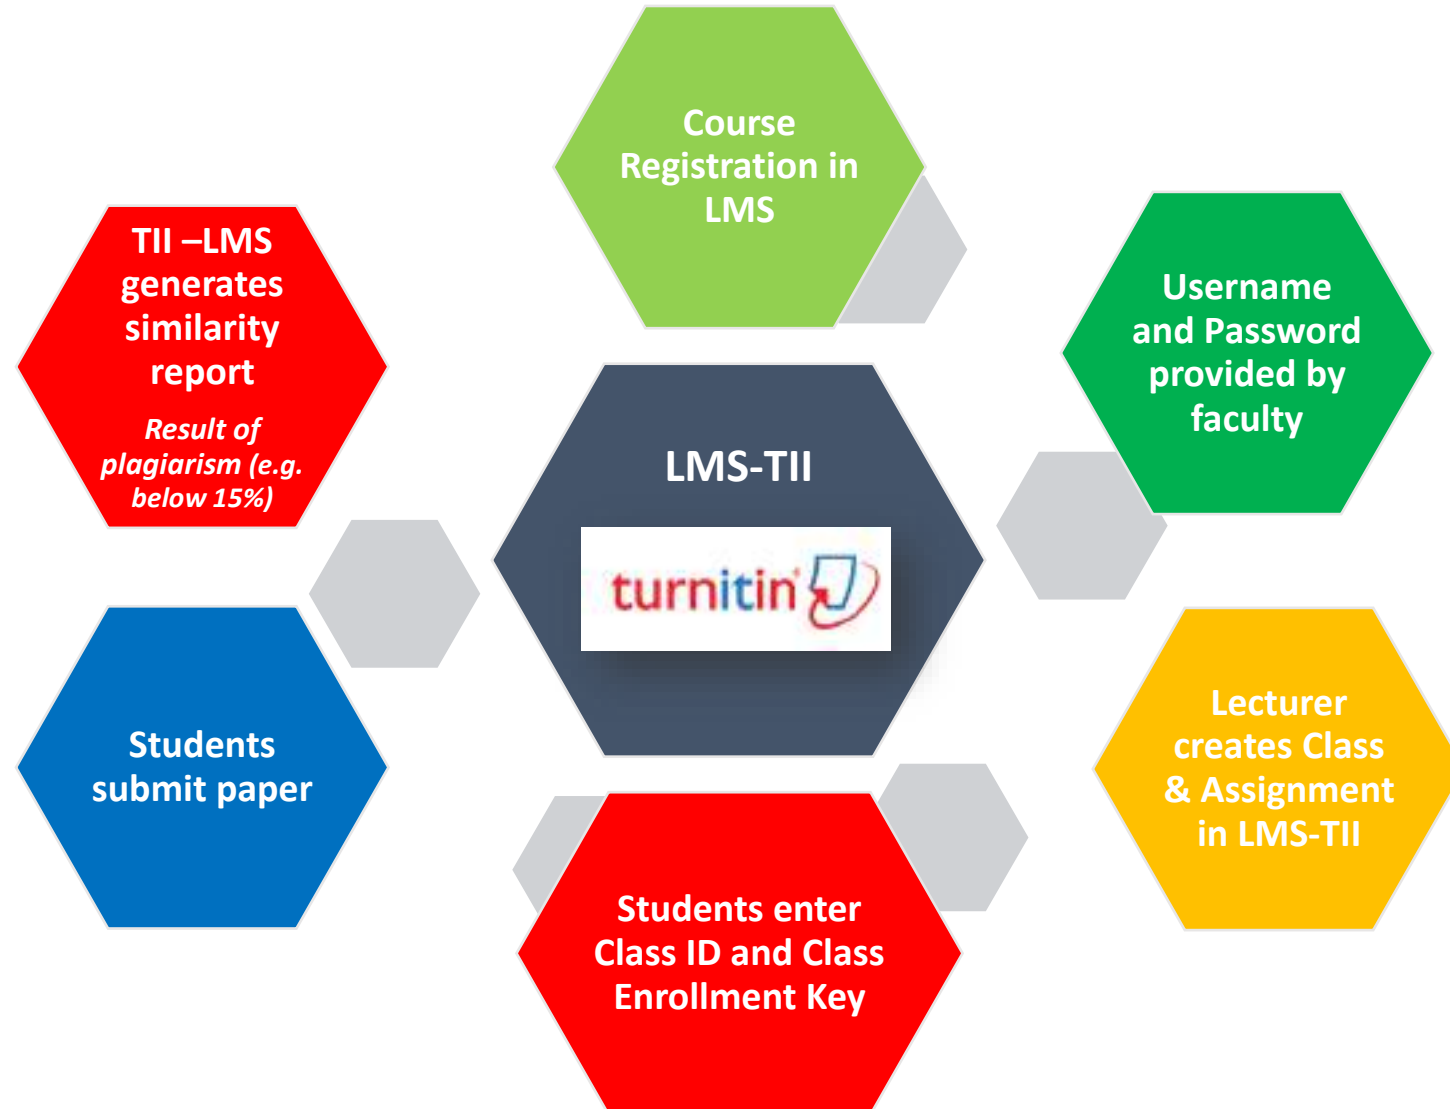 Course
Registration in
LMS
Username
and Password
provided by
faculty
Lecturer
creates Class
& Assignment
in LMS-TII
Students enter
Class ID and Class
Enrollment Key
Students
submit paper
TII –LMS
generates
similarity
report
Result of
plagiarism (e.g.
below 15%)
LMS-TII
turnitin